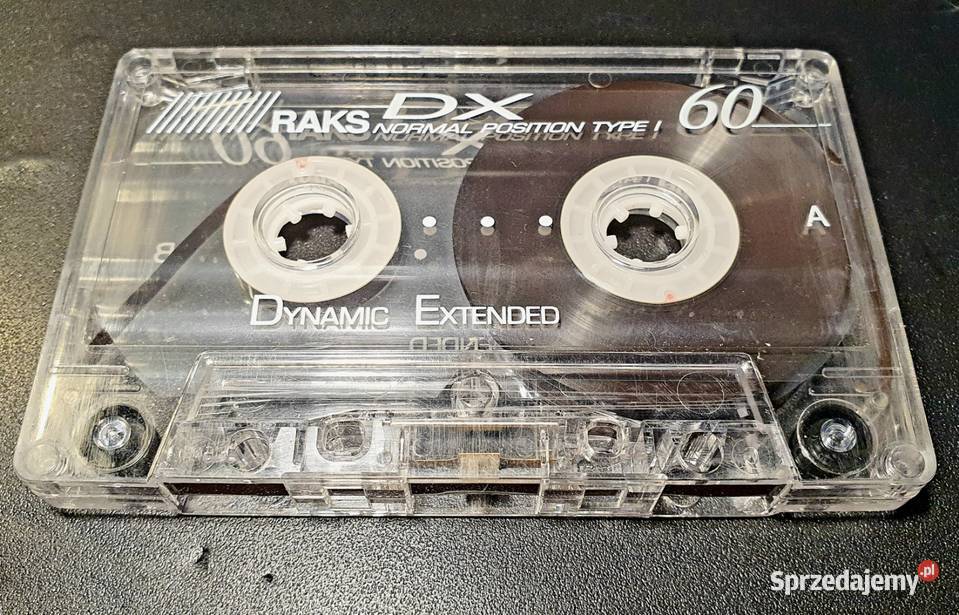 RAKS DX NORMAL POSITION TYPE I 60
A
B
DYNAMIC EXTENDED
Sprzedajemy.pl